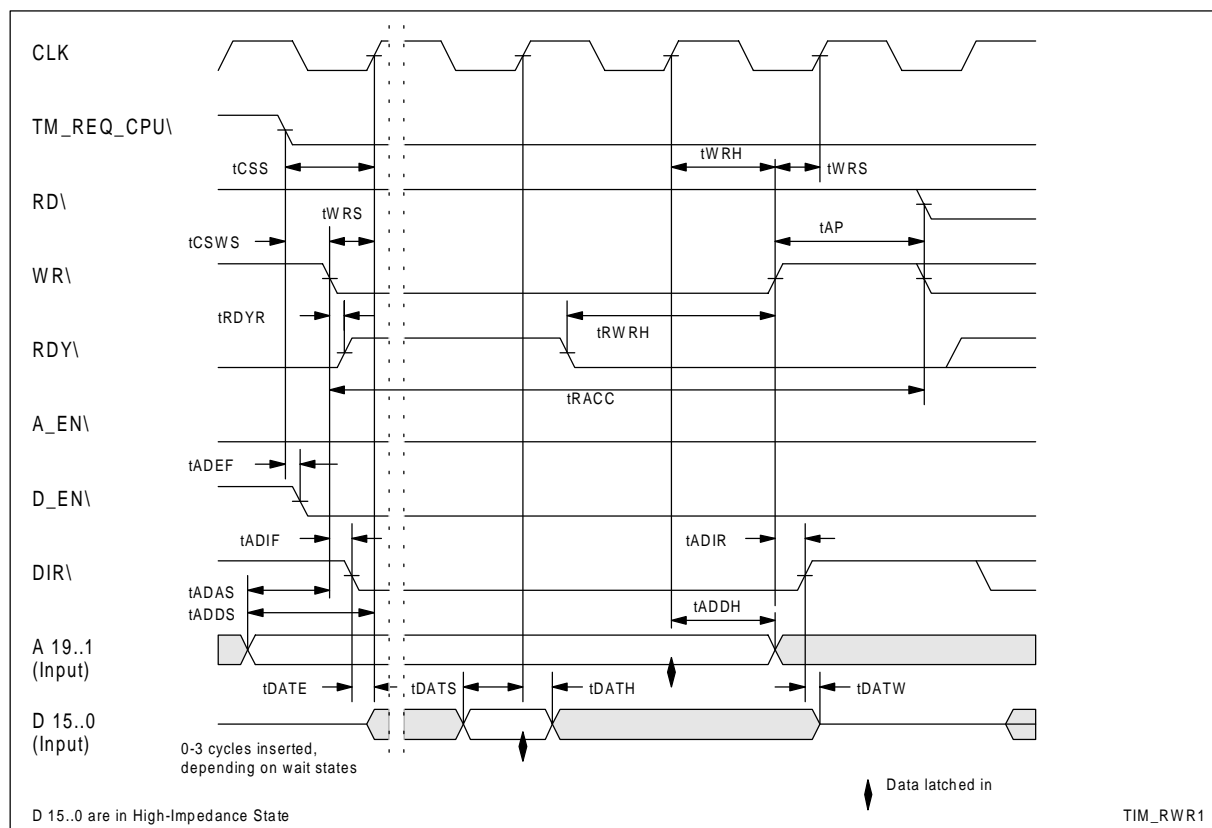 CLK
TM_REQ_CPU\
tCSS
tWRH
tWRS
RD\
tWRS
tCSWS
tAP
WR\
tRDYR
tRWRH
RDY\
tRACC
A_EN\
tADEF
D_EN\
tADIF
tADIR
DIR\
tADAS
tADDS
tADDH
A 19..1
(Input)
tDATE
tDATS
tDATH
tDATW
D 15..0
(Input)
0-3 cycles inserted,
depending on wait states
Data latched in
D 15..0 are in High-Impedance State
TIM_RWR1